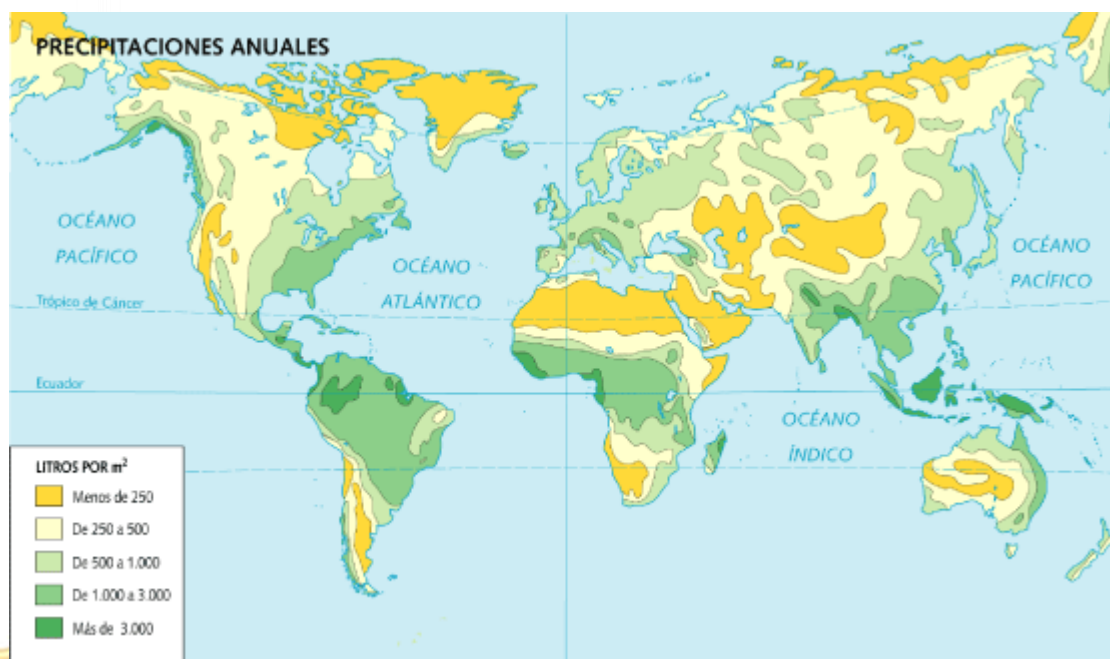 PRECIPITACIONES ANUALES
OCÉANO
PACÍFICO
OCÉANO
ATLÁNTICO
OCÉANO
PACÍFICO
Trópico de Cáncer
Ecuador
OCÉANO
ÍNDICO
LITROS POR m²
Menos de 250
De 250 a 500
De 500 a 1.000
De 1.000 a 3.000
Más de 3.000